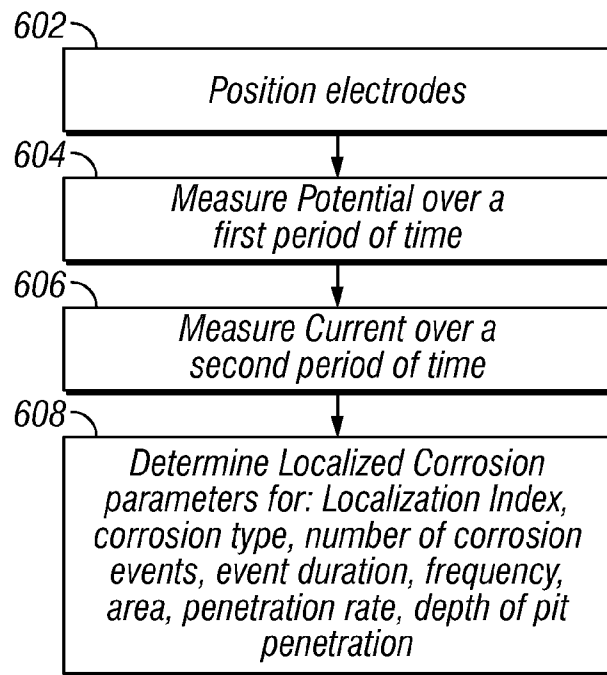 602
Position electrodes
604
Measure Potential over a
first period of time
606
Measure Current over a
second period of time
608
Determine Localized Corrosion
parameters for: Localization Index,
corrosion type, number of corrosion
events, event duration, frequency,
area, penetration rate, depth of pit
penetration